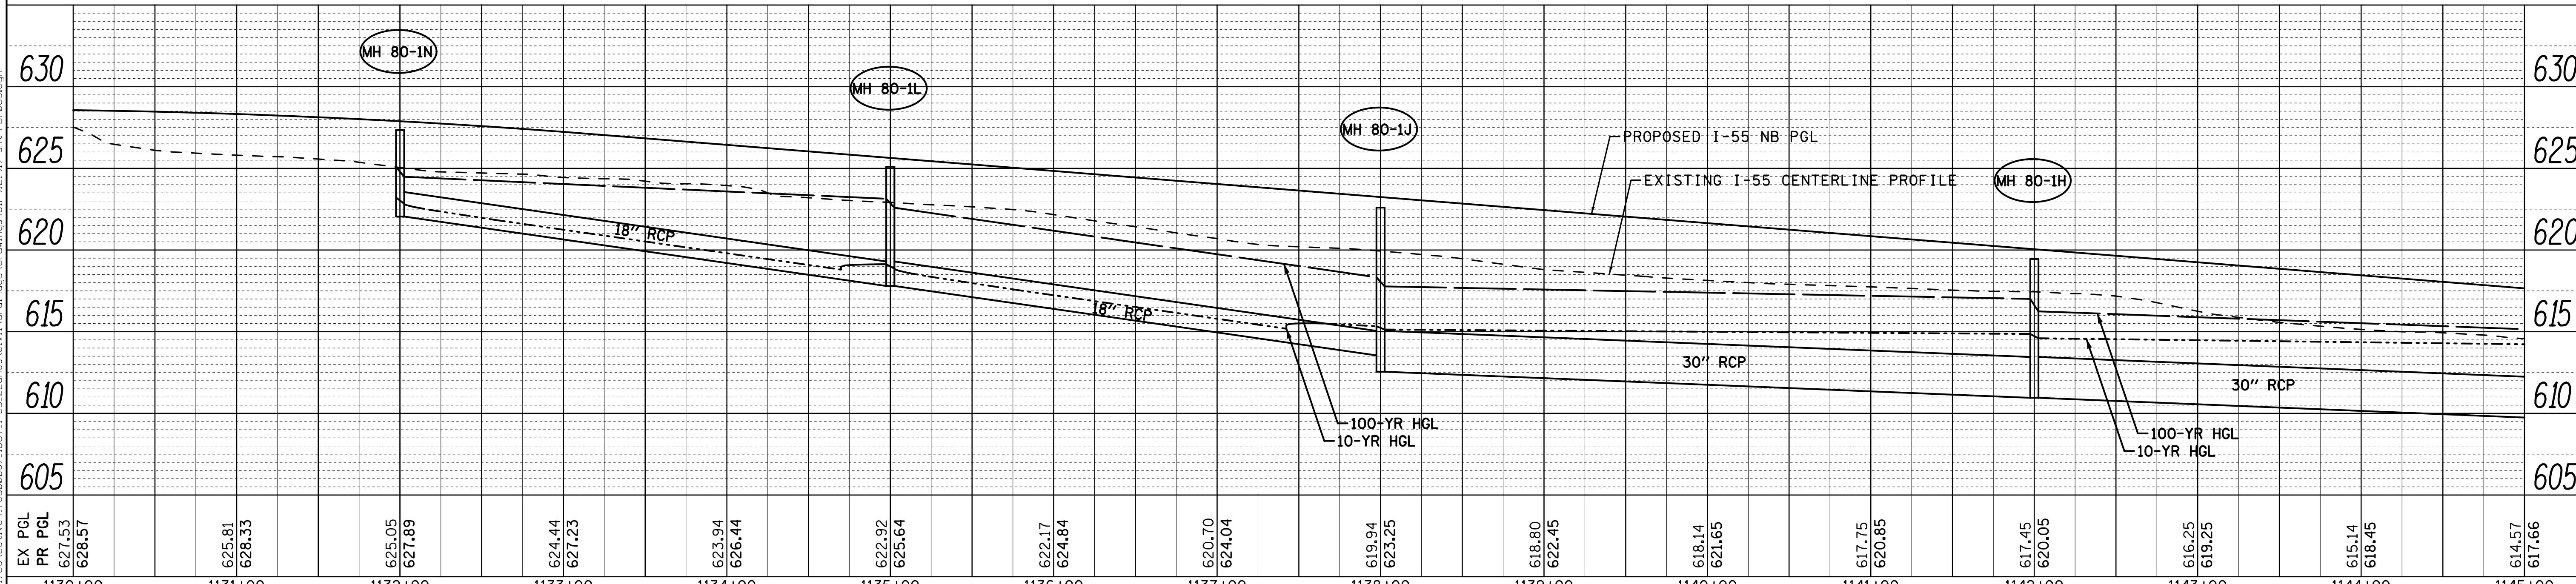 MH 80-1N
MH 80-1L
MH 80-1J
MH 80-1H
630 630
625 625
620 620
615 615
610 610
605 605
PROPOSED I-55 NB PGL
EXISTING I-55 CENTERLINE PROFILE
18" RCP
18" RCP
30" RCP
30" RCP
100-YR HGL
10-YR HGL
100-YR HGL
10-YR HGL
EX PGL
PR PGL
627.53
628.57
625.81
628.33
625.05
627.89
624.44
627.23
623.94
626.44
622.92
625.64
622.17
624.84
620.70
624.04
619.94
623.25
618.80
622.45
618.14
621.65
617.75
620.85
617.45
620.05
616.25
619.25
615.14
618.45
614.57
617.66